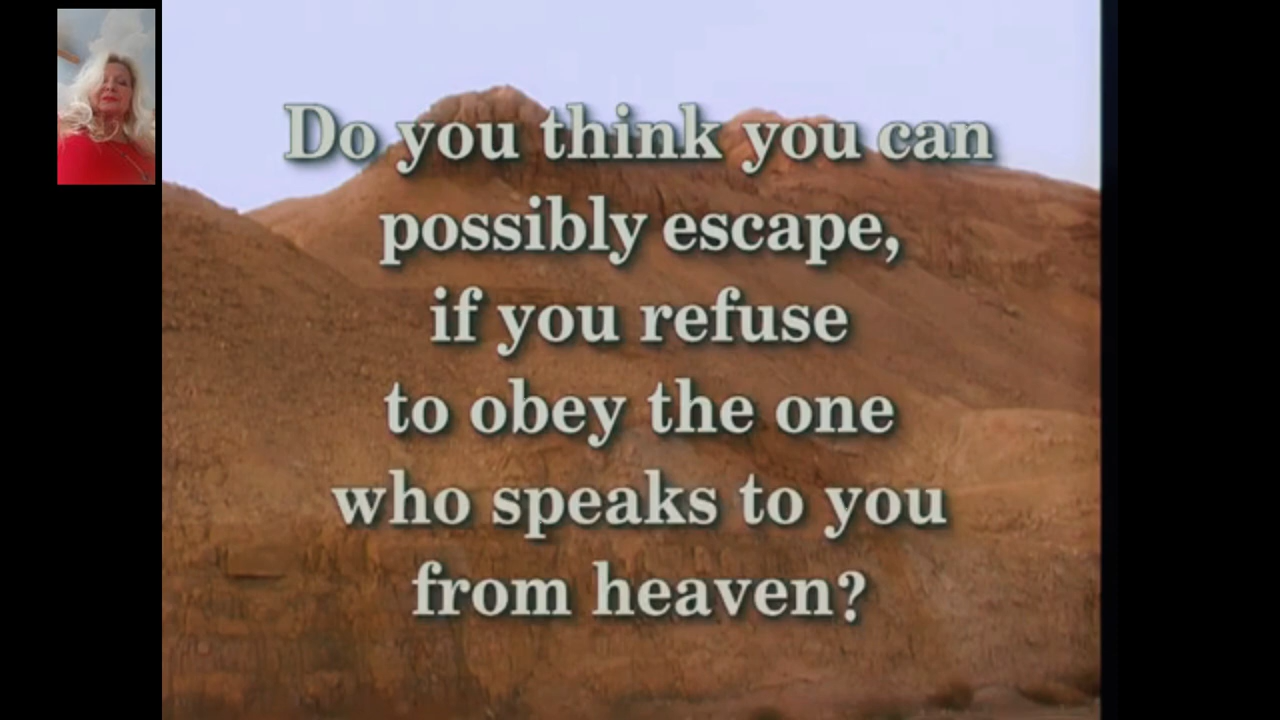 Do you think you can
possibly escape,
if you refuse
to obey the one
who speaks to you
from heaven?